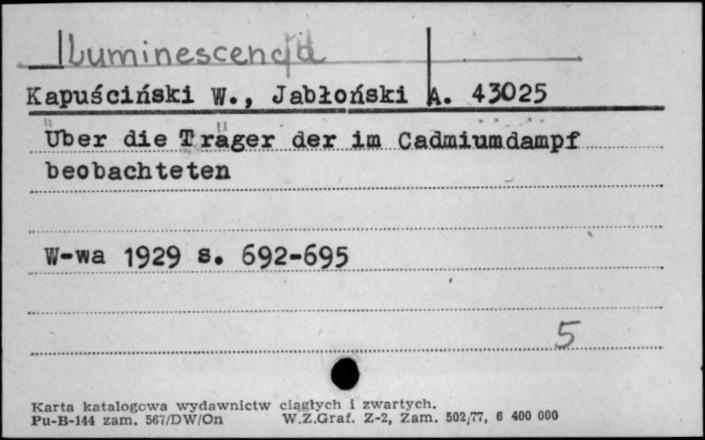 Luminescencja
Kapuściński W., Jabłoński A. 43025
Über die Träger der im Cadmiumdampf
beobachteten
W-wa 1929 s. 692-695
5
Karta katalogowa wydawnictw ciągłych i zwartych.
Pu-B-144 zam. 567/DW/On W.Z.Graf. Z-2, Zam. 502/77, 6 400 000